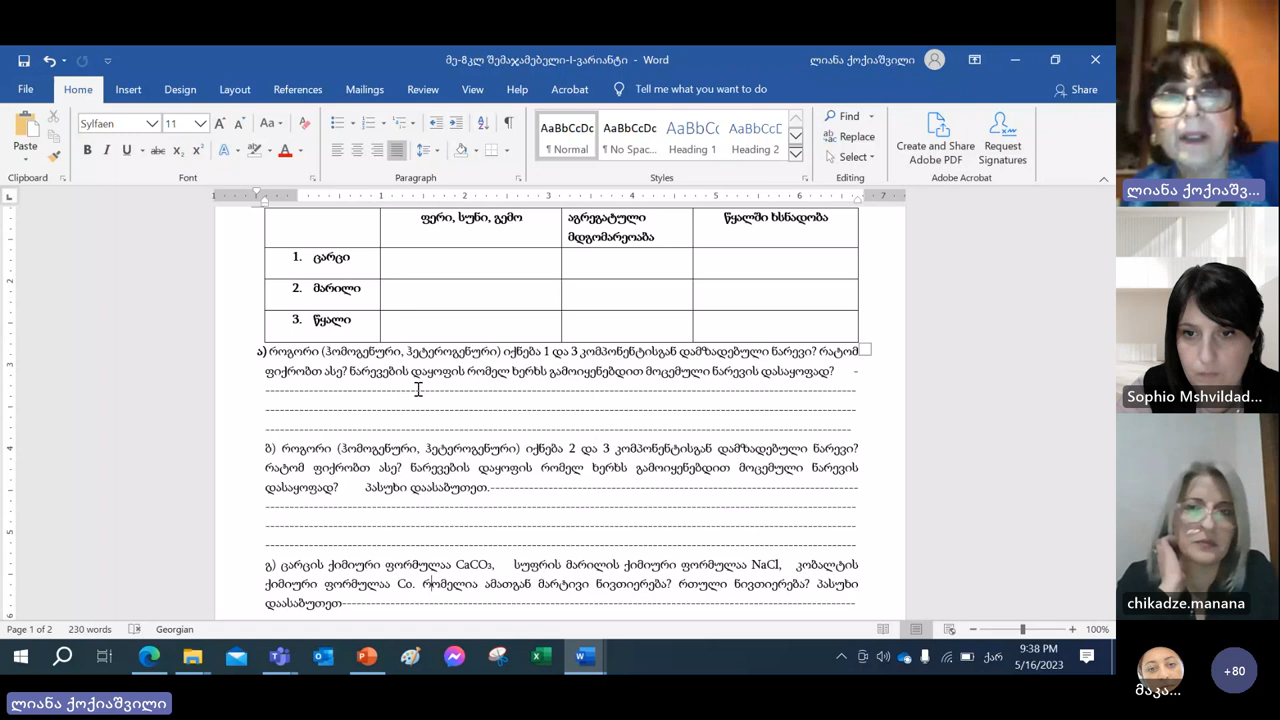 მე-8კლ შემაჯამებელი-I-ვარიანტი - Word
ლიანა ქოქიაშვილი
File Home Insert Design Layout References Mailings Review View Help Acrobat Tell me what you want to do Share
Paste
Sylfaen 11
AaBbCcDc AaBbCcDc AaBbCc AaBbCcD
¶ Normal ¶ No Spac... Heading 1 Heading 2
Find
Replace
Select
Create and Share Adobe PDF
Request Signatures
Clipboard Font Paragraph Styles Editing Adobe Acrobat
ფერი, სუნი, გემო აგრეგატული მდგომარეობა წყალში ხსნადობა
1. ცარცი
2. მარილი
3. წყალი
ა) როგორი (ჰომოგენური, ჰეტეროგენური) იქნება 1 და 3 კომპონენტისგან დამზადებული ნარევი? რატომ
ფიქრობთ ასე? ნარევების დაყოფის რომელ ხერხს გამოიყენებდით მოცემული ნარევის დასაყოფად? -
ბ) როგორი (ჰომოგენური, ჰეტეროგენური) იქნება 2 და 3 კომპონენტისგან დამზადებული ნარევი?
რატომ ფიქრობთ ასე? ნარევების დაყოფის რომელ ხერხს გამოიყენებდით მოცემული ნარევის
დასაყოფად? პასუხი დაასაბუთეთ.--------
გ) ცარცის ქიმიური ფორმულაა CaCO₃, სუფრის მარილის ქიმიური ფორმულაა NaCl, კობალტის
ქიმიური ფორმულაა Co. რომელია ამათგან მარტივი ნივთიერება? რთული ნივთიერება? პასუხი
დაასაბუთეთ--------
Page 1 of 2 230 words Georgian 100%
ქარ
9:38 PM
5/16/2023
ლიანა ქოქიაშვილი
ლიანა ქოქიაშვ...
Sophio Mshvildad...
chikadze.manana
მაკა...
+80